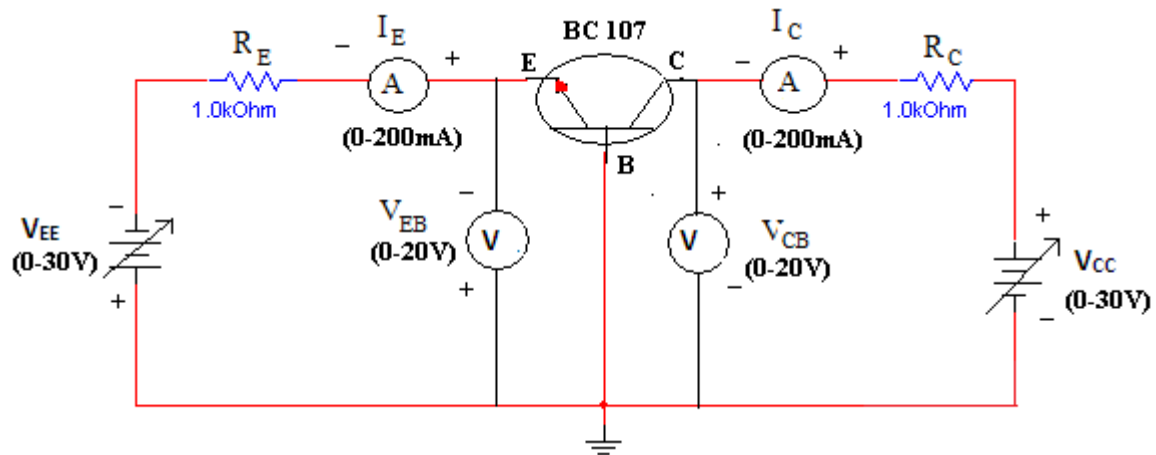 BC 107
R_E
− I_E +
E
C
− I_C +
R_C
A
A
1.0kOhm
1.0kOhm
(0-200mA)
(0-200mA)
B
−
+
−
V_EE
(0-30V)
+
V_EB
(0-20V)
V
+
V
V_CB
(0-20V)
−
+
V_CC
(0-30V)
−